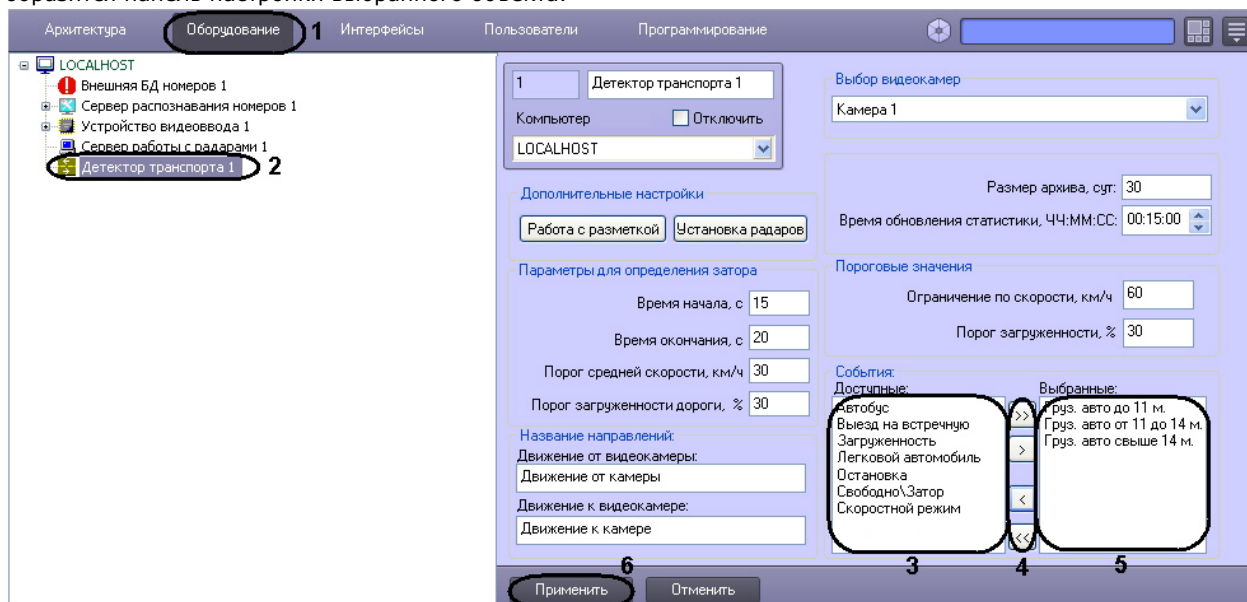 образится панель настройки выбранного объекта.
Архитектура Оборудование 1 Интерфейсы Пользователи Программирование
LOCALHOST
Внешняя БД номеров 1
Сервер распознавания номеров 1
Устройство видеоввода 1
Сервер работы с радарами 1
Детектор транспорта 1 2
1 Детектор транспорта 1
Компьютер Отключить
LOCALHOST
Дополнительные настройки
Работа с разметкой Установка радаров
Параметры для определения затора
Время начала, с 15
Время окончания, с 20
Порог средней скорости, км/ч 30
Порог загруженности дороги, % 30
Название направлений:
Движение от видеокамеры:
Движение от камеры
Движение к видеокамере:
Движение к камере
Выбор видеокамер
Камера 1
Размер архива, сут: 30
Время обновления статистики, ЧЧ:ММ:СС: 00:15:00
Пороговые значения
Ограничение по скорости, км/ч 60
Порог загруженности, % 30
События:
Доступные:
Автобус
Выезд на встречную
Загруженность
Легковой автомобиль
Остановка
Свободно\Затор
Скоростной режим
3
>>
>
<
<<
4
Выбранные:
Груз. авто до 11 м.
Груз. авто от 11 до 14 м.
Груз. авто свыше 14 м.
5
6
Применить Отменить